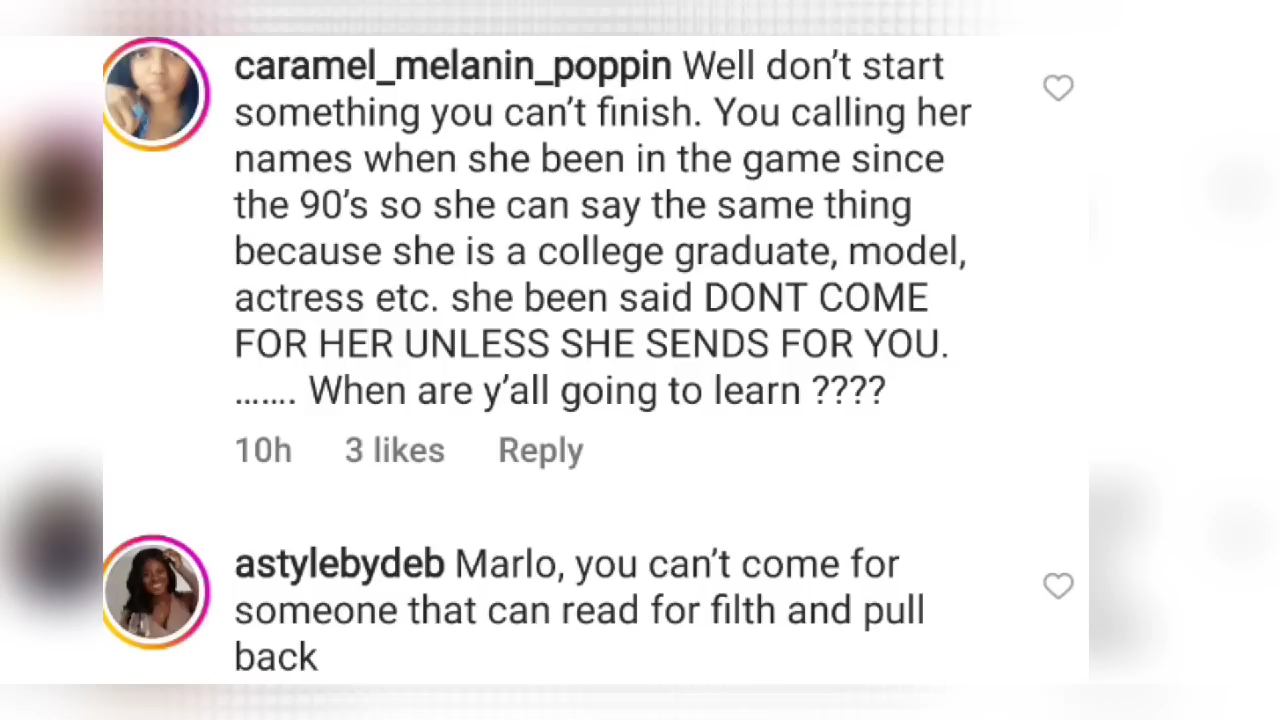 caramel_melanin_poppin Well don't start
something you can't finish. You calling her
names when she been in the game since
the 90's so she can say the same thing
because she is a college graduate, model,
actress etc. she been said DONT COME
FOR HER UNLESS SHE SENDS FOR YOU.
....... When are y'all going to learn ????
10h 3 likes Reply
astylebydeb Marlo, you can't come for
someone that can read for filth and pull
back